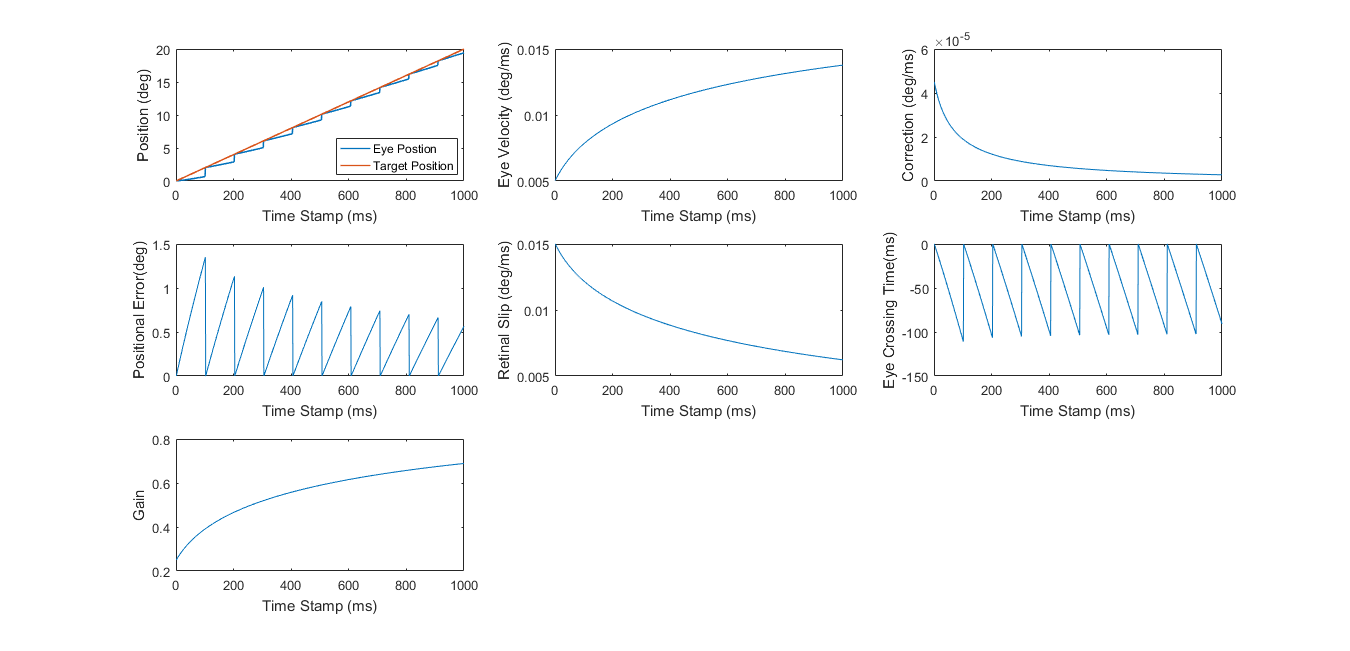 20
15
10
5
0
Position (deg)
Eye Postion
Target Position
0 200 400 600 800 1000
Time Stamp (ms)
0.015
0.01
0.005
Eye Velocity (deg/ms)
0 200 400 600 800 1000
Time Stamp (ms)
×10^-5
6
4
2
0
Correction (deg/ms)
0 200 400 600 800 1000
Time Stamp (ms)
1.5
1
0.5
0
Positional Error(deg)
0 200 400 600 800 1000
Time Stamp (ms)
0.015
0.01
0.005
Retinal Slip (deg/ms)
0 200 400 600 800 1000
Time Stamp (ms)
0
-50
-100
-150
Eye Crossing Time(ms)
0 200 400 600 800 1000
Time Stamp (ms)
0.8
0.6
0.4
0.2
Gain
0 200 400 600 800 1000
Time Stamp (ms)